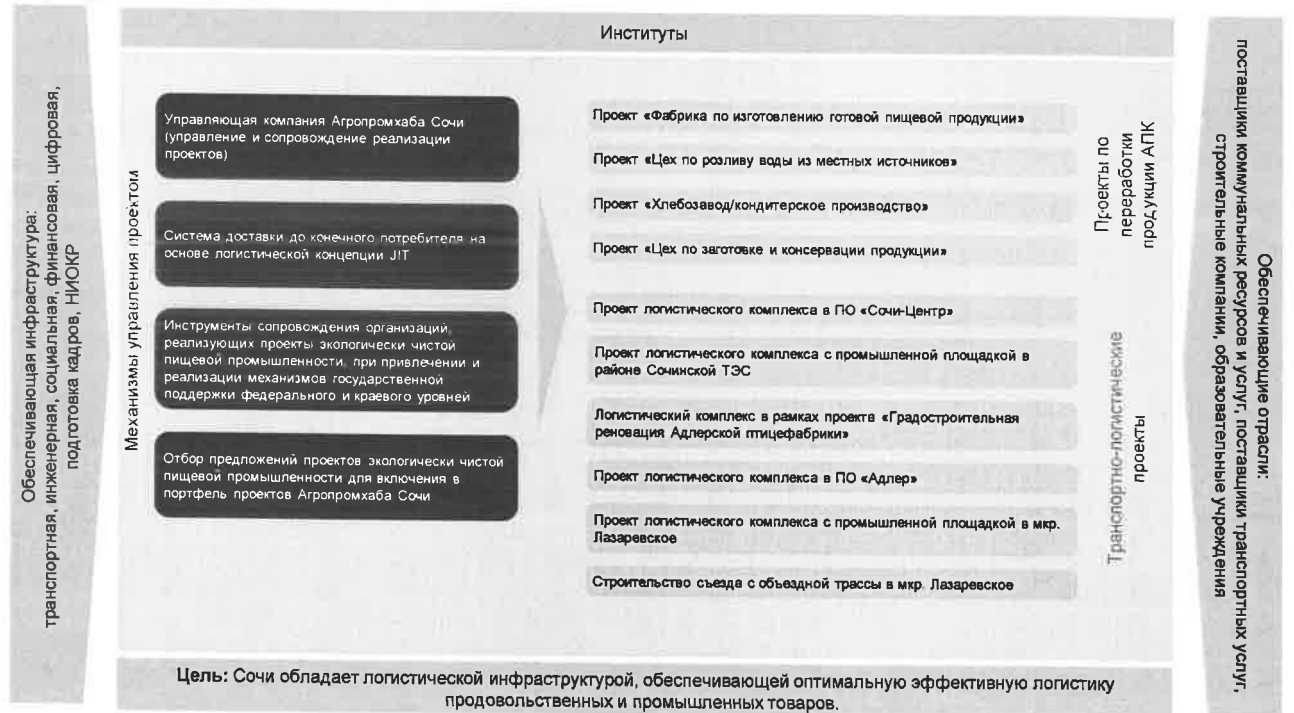 Институты
Обеспечивающая инфраструктура:
транспортная, инженерная, социальная, финансовая, цифровая,
подготовка кадров, НИОКР
Механизмы управления проектом
Управляющая компания Агропромхаба Сочи
(управление и сопровождение реализации
проектов)
Система доставки до конечного потребителя на
основе логистической концепции JIT
Инструменты сопровождения организаций,
реализующих проекты экологически чистой
пищевой промышленности, при привлечении и
реализации механизмов государственной
поддержки федерального и краевого уровней
Отбор предложений проектов экологически чистой
пищевой промышленности для включения в
портфель проектов Агропромхаба Сочи
Проект «Фабрика по изготовлению готовой пищевой продукции»
Проект «Цех по розливу воды из местных источников»
Проект «Хлебозавод/кондитерское производство»
Проект «Цех по заготовке и консервации продукции»
Проекты по
переработки
продукции АПК
Проект логистического комплекса в ПО «Сочи-Центр»
Проект логистического комплекса с промышленной площадкой в
районе Сочинской ТЭС
Логистический комплекс в рамках проекта «Градостроительная
реновация Адлерской птицефабрики»
Проект логистического комплекса в ПО «Адлер»
Проект логистического комплекса с промышленной площадкой в мкр.
Лазаревское
Строительство съезда с объездной трассы в мкр. Лазаревское
Транспортно-логистические
проекты
Обеспечивающие отрасли:
поставщики коммунальных ресурсов и услуг, поставщики транспортных услуг,
строительные компании, образовательные учреждения
Цель: Сочи обладает логистической инфраструктурой, обеспечивающей оптимальную эффективную логистику
продовольственных и промышленных товаров.